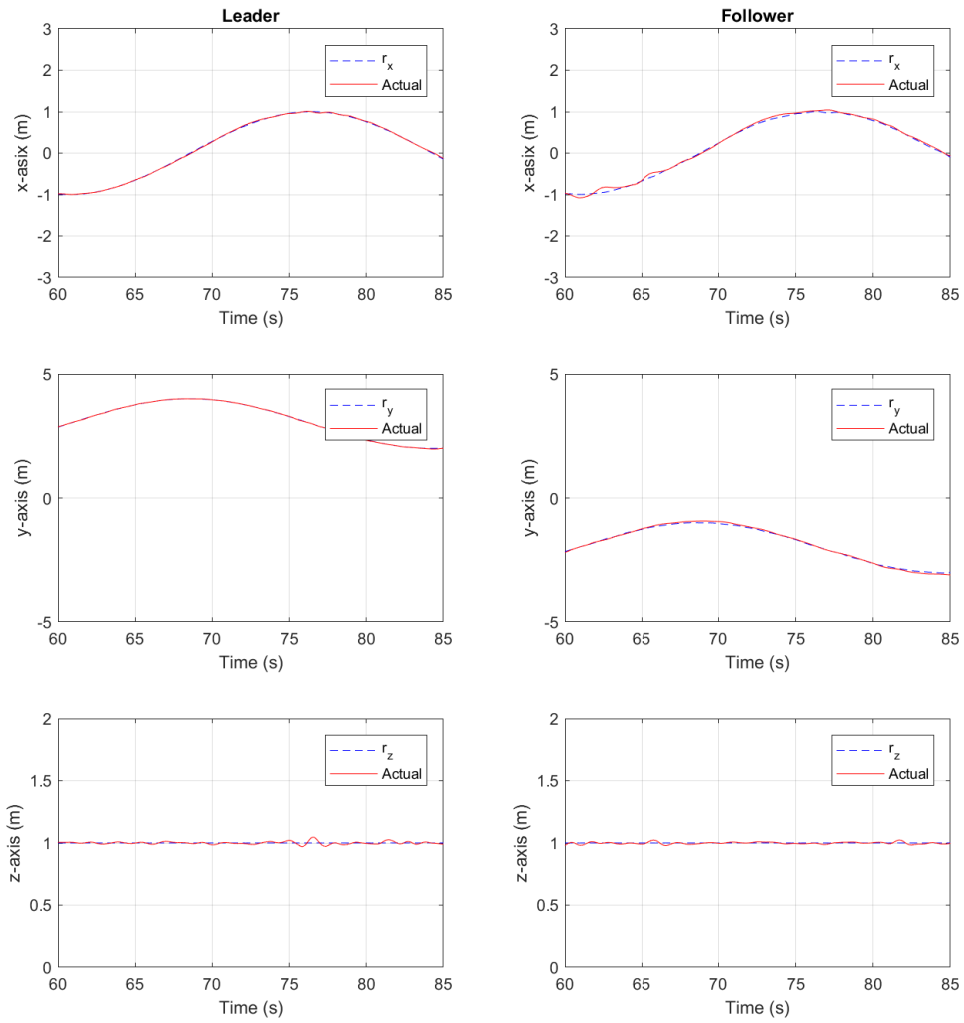 Leader
3
2
1
0
-1
-2
-3
x-asix (m)
r_x
Actual
60 65 70 75 80 85
Time (s)
Follower
3
2
1
0
-1
-2
-3
x-asix (m)
r_x
Actual
60 65 70 75 80 85
Time (s)
5
0
-5
y-axis (m)
r_y
Actual
60 65 70 75 80 85
Time (s)
5
0
-5
y-axis (m)
r_y
Actual
60 65 70 75 80 85
Time (s)
2
1.5
1
0.5
0
z-axis (m)
r_z
Actual
60 65 70 75 80 85
Time (s)
2
1.5
1
0.5
0
z-axis (m)
r_z
Actual
60 65 70 75 80 85
Time (s)